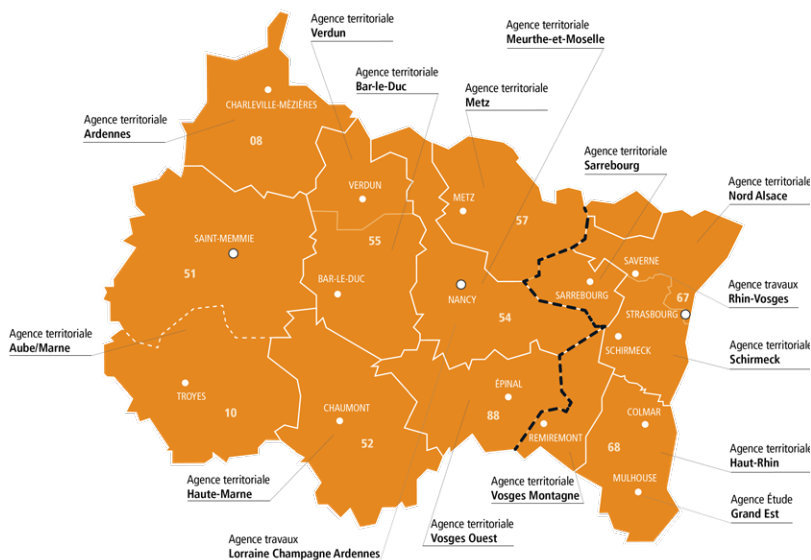 Agence territoriale
Verdun
Agence territoriale
Meurthe-et-Moselle
Agence territoriale
Bar-le-Duc
Agence territoriale
Metz
Agence territoriale
Ardennes
Agence territoriale
Sarrebourg
Agence territoriale
Nord Alsace
CHARLEVILLE-MÉZIÈRES
08
VERDUN
METZ
57
55
SAINT-MEMMIE
51
BAR-LE-DUC
NANCY
54
SAVERNE
SARREBOURG
67
STRASBOURG
SCHIRMECK
Agence travaux
Rhin-Vosges
Agence territoriale
Schirmeck
Agence territoriale
Aube/Marne
TROYES
10
CHAUMONT
52
ÉPINAL
88
REMIREMONT
COLMAR
68
MULHOUSE
Agence territoriale
Haut-Rhin
Agence Étude
Grand Est
Agence territoriale
Haute-Marne
Agence territoriale
Vosges Montagne
Agence territoriale
Vosges Ouest
Agence travaux
Lorraine Champagne Ardennes